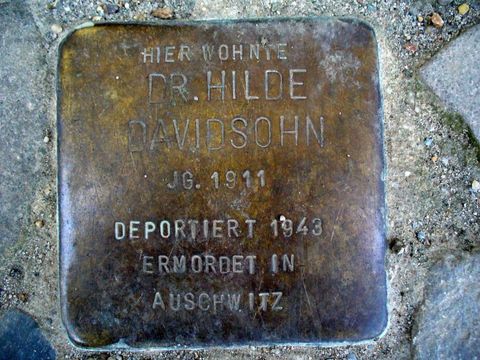 HIER WOHNTE
DR. HILDE
DAVIDSOHN
JG. 1911
DEPORTIERT 1943
ERMORDET IN
AUSCHWITZ